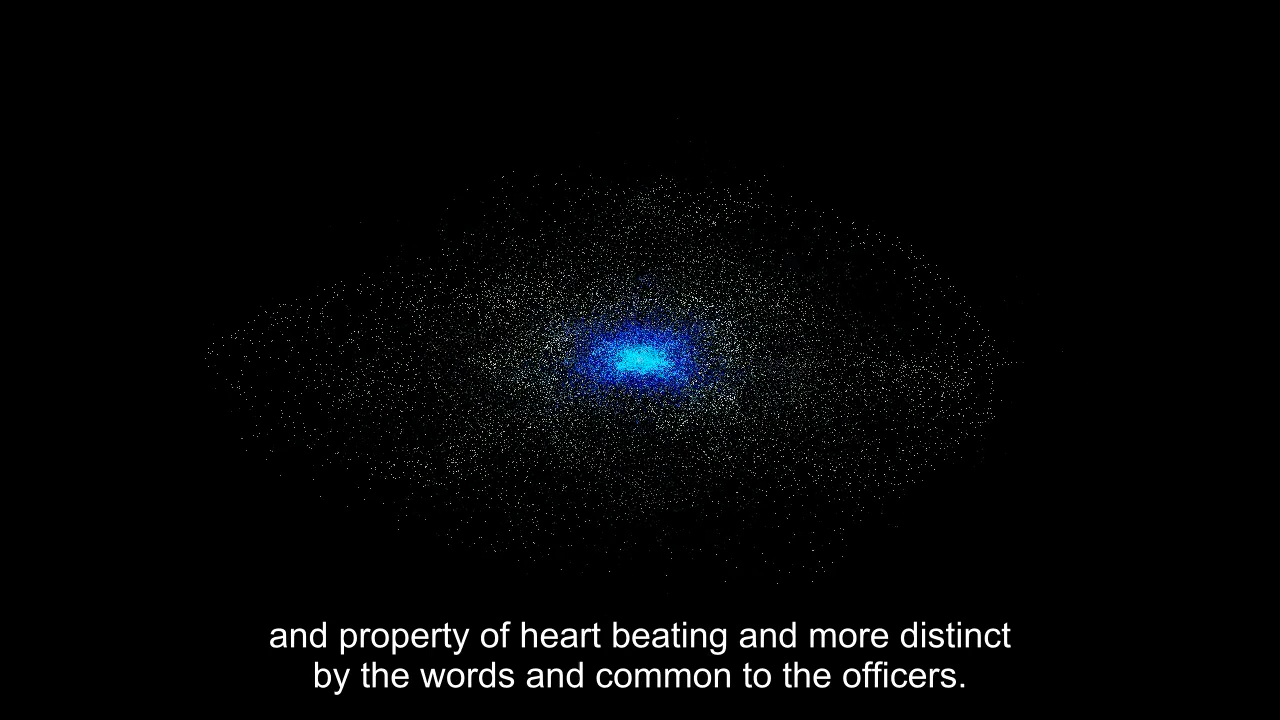 and property of heart beating and more distinct
by the words and common to the officers.